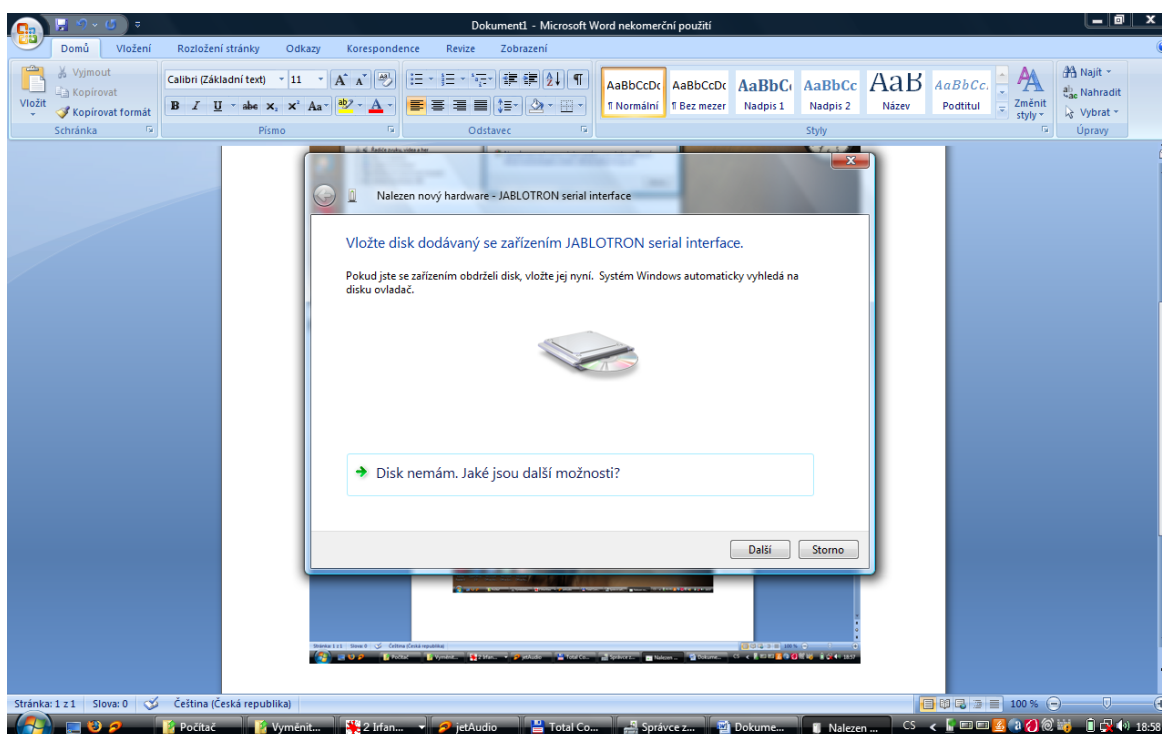 Dokument1 - Microsoft Word nekomerční použití
Domů Vložení Rozložení stránky Odkazy Korespondence Revize Zobrazení
Vložit
Vyjmout
Kopírovat
Kopírovat formát
Schránka
Calibri (Základní text) 11
B I U abc x, x² Aa
Písmo
Odstavec
AaBbCcDc AaBbCcDc AaBbC AaBbCc AaB AaBbCc.
¶ Normální ¶ Bez mezer Nadpis 1 Nadpis 2 Název Podtitul
Změnit styly
Styly
Najít
Nahradit
Vybrat
Úpravy
Nalezen nový hardware - JABLOTRON serial interface
Vložte disk dodávaný se zařízením JABLOTRON serial interface.
Pokud jste se zařízením obdrželi disk, vložte jej nyní. Systém Windows automaticky vyhledá na
disku ovladač.
Disk nemám. Jaké jsou další možnosti?
Další Storno
Stránka: 1 z 1 Slova: 0 Čeština (Česká republika) 100 %
Počítač Vyměnit... 2 Irfan... jetAudio Total Co... Správce z... Dokume... Nalezen ... CS 18:58